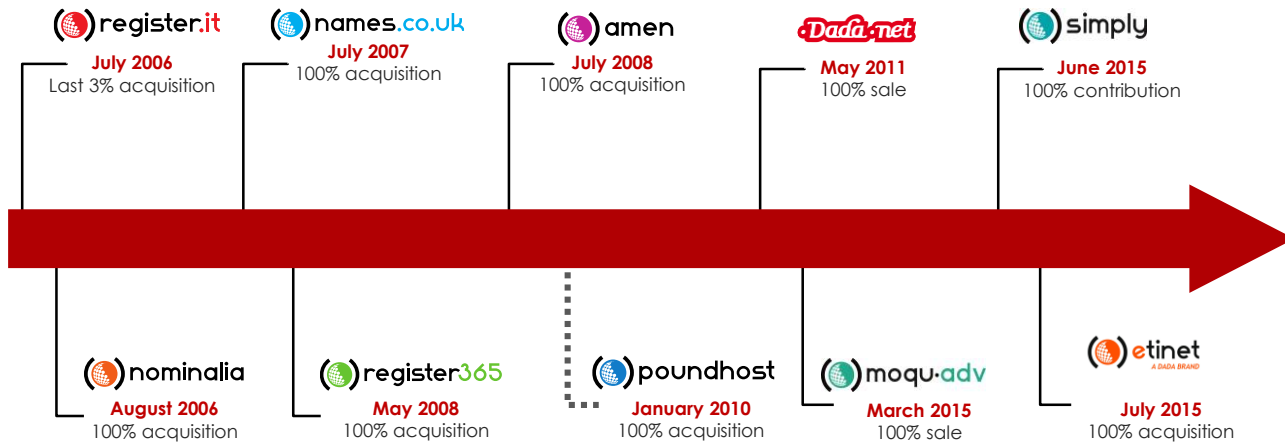 register.it
July 2006
Last 3% acquisition
names.co.uk
July 2007
100% acquisition
amen
July 2008
100% acquisition
Dada.net
May 2011
100% sale
simply
June 2015
100% contribution
nominalia
August 2006
100% acquisition
register365
May 2008
100% acquisition
poundhost
January 2010
100% acquisition
moqu·adv
March 2015
100% sale
etinet
A DADA BRAND
July 2015
100% acquisition